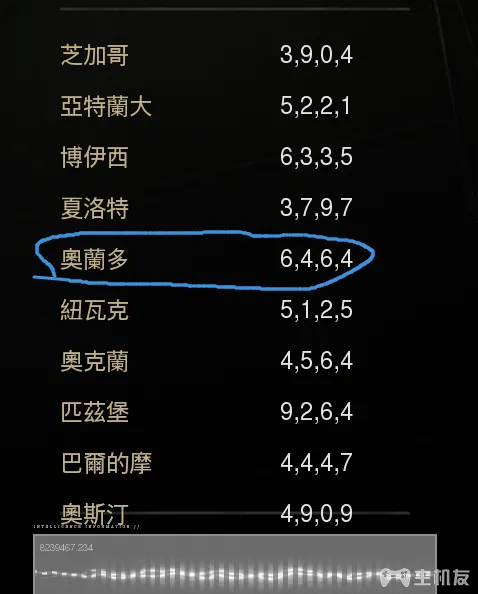 芝加哥 3,9,0,4
亞特蘭大 5,2,2,1
博伊西 6,3,3,5
夏洛特 3,7,9,7
奧蘭多 6,4,6,4
紐瓦克 5,1,2,5
奧克蘭 4,5,6,4
匹茲堡 9,2,6,4
巴爾的摩 4,4,4,7
奧斯汀 4,9,0,9
INTELLIGENCE INFORMATION //
8239467.234
主机友